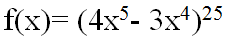 f(x)= (4x⁵- 3x⁴)²⁵